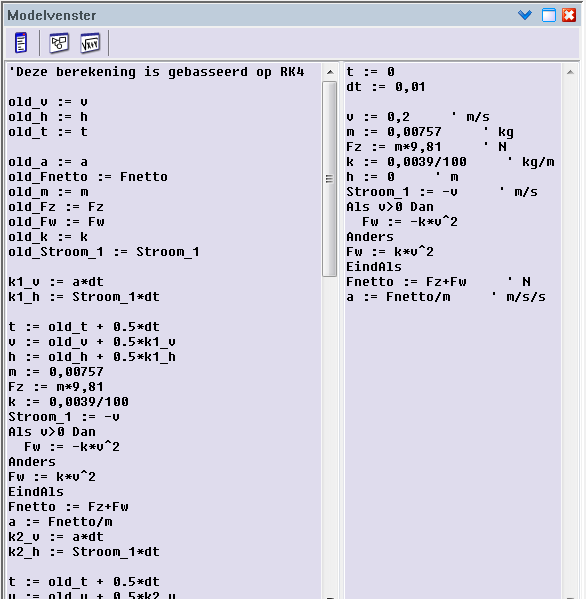 Modelvenster
'Deze berekening is gebasseerd op RK4
old_v := v
old_h := h
old_t := t
old_a := a
old_Fnetto := Fnetto
old_m := m
old_Fz := Fz
old_Fw := Fw
old_k := k
old_Stroom_1 := Stroom_1
k1_v := a*dt
k1_h := Stroom_1*dt
t := old_t + 0.5*dt
v := old_v + 0.5*k1_v
h := old_h + 0.5*k1_h
m := 0,00757
Fz := m*9,81
k := 0,0039/100
Stroom_1 := -v
Als v>0 Dan
  Fw := -k*v^2
Anders
Fw := k*v^2
EindAls
Fnetto := Fz+Fw
a := Fnetto/m
k2_v := a*dt
k2_h := Stroom_1*dt
t := old_t + 0.5*dt
v := old_v + 0.5*k2_v
t := 0
dt := 0,01
v := 0,2     ' m/s
m := 0,00757     ' kg
Fz := m*9,81     ' N
k := 0,0039/100     ' kg/m
h := 0     ' m
Stroom_1 := -v     ' m/s
Als v>0 Dan
  Fw := -k*v^2
Anders
Fw := k*v^2
EindAls
Fnetto := Fz+Fw     ' N
a := Fnetto/m     ' m/s/s